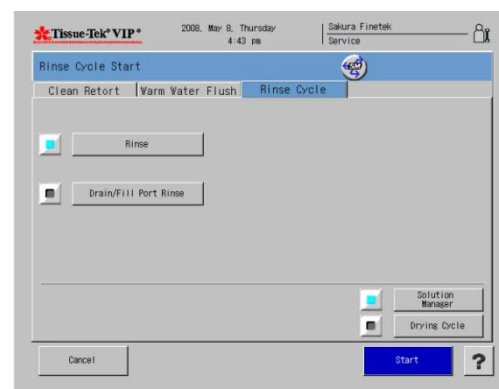 Tissue-Tek® VIP®
2008, May 8, Thursday
4:43 pm
Sakura Finetek
Service
Rinse Cycle Start
Clean Retort
Warm Water Flush
Rinse Cycle
Rinse
Drain/Fill Port Rinse
Solution
Manager
Drying Cycle
Cancel
Start
?